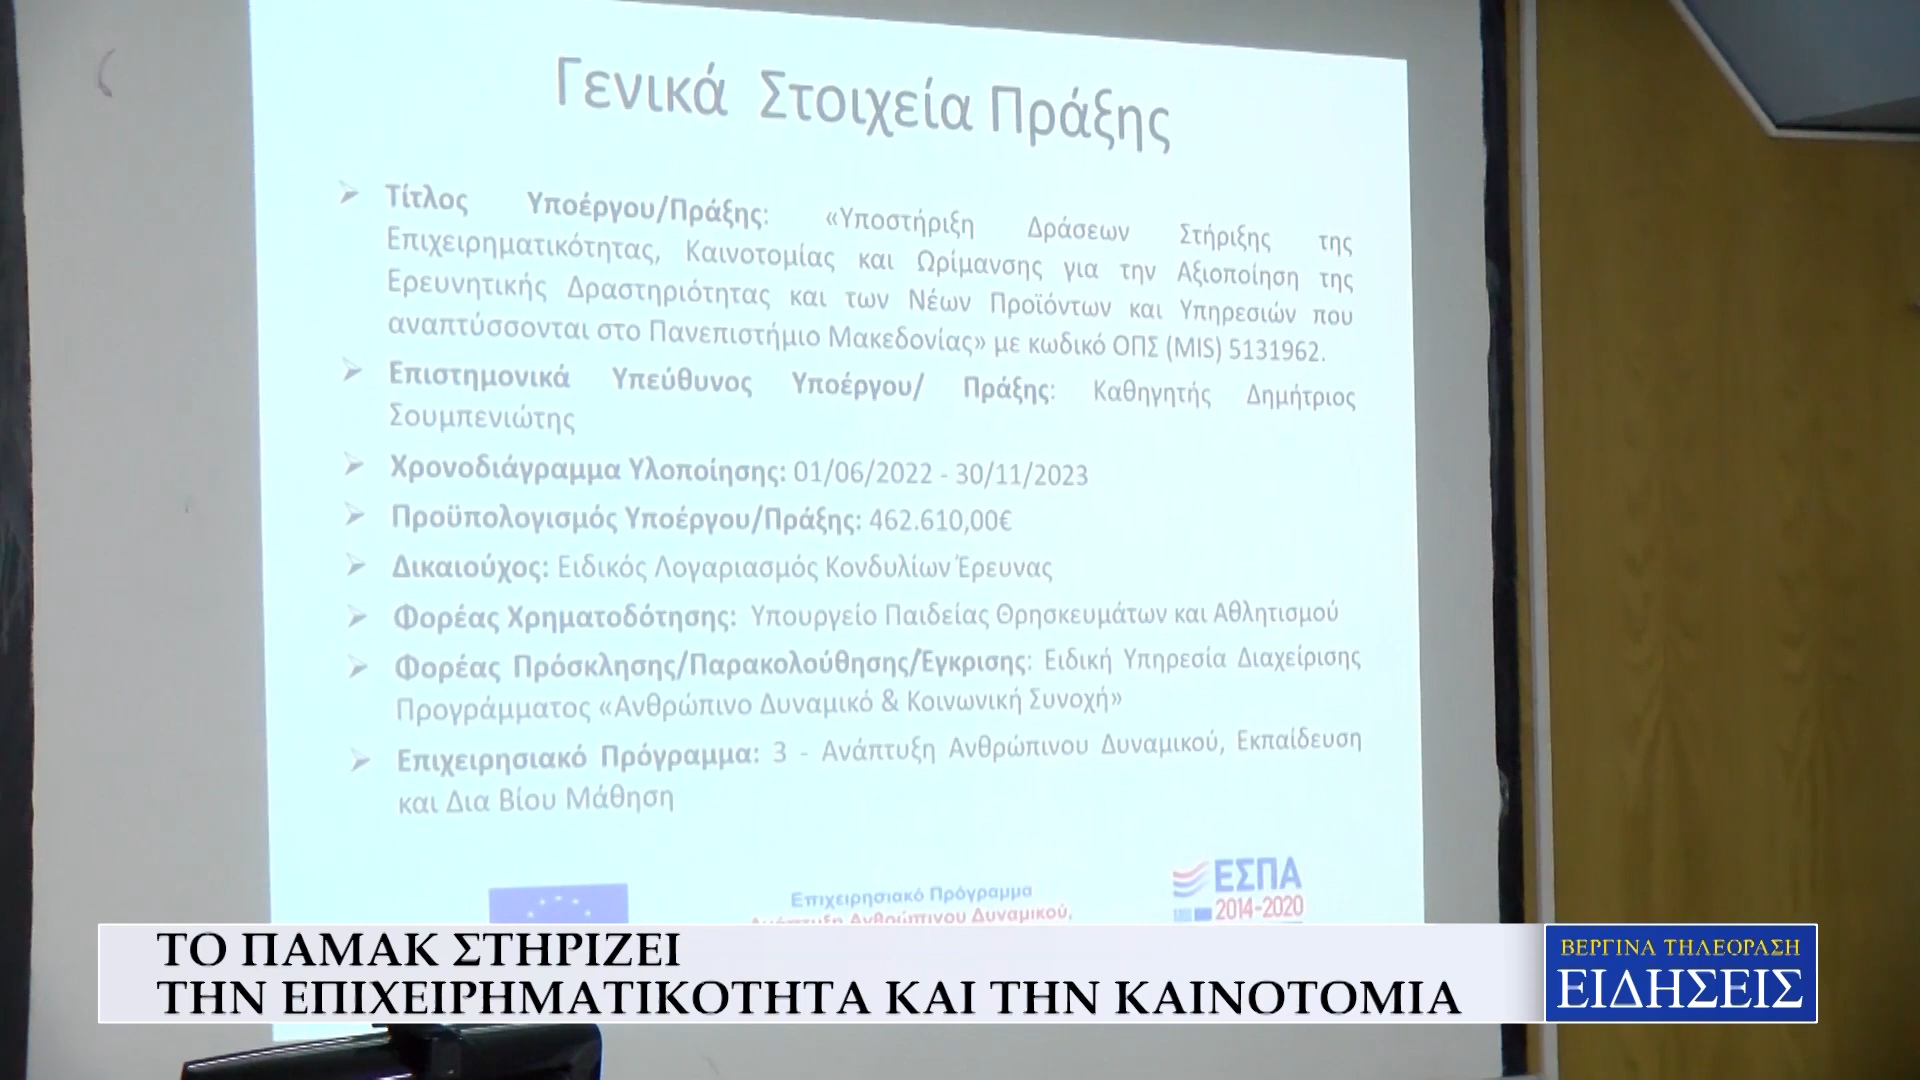 Γενικά Στοιχεία Πράξης
➢ Τίτλος Υποέργου/Πράξης: «Υποστήριξη Δράσεων Στήριξης της
Επιχειρηματικότητας, Καινοτομίας και Ωρίμανσης για την Αξιοποίηση της
Ερευνητικής Δραστηριότητας και των Νέων Προϊόντων και Υπηρεσιών που
αναπτύσσονται στο Πανεπιστήμιο Μακεδονίας» με κωδικό ΟΠΣ (MIS) 5131962.
➢ Επιστημονικά Υπεύθυνος Υποέργου/ Πράξης: Καθηγητής Δημήτριος
Σουμπενιώτης
➢ Χρονοδιάγραμμα Υλοποίησης: 01/06/2022 - 30/11/2023
➢ Προϋπολογισμός Υποέργου/Πράξης: 462.610,00€
➢ Δικαιούχος: Ειδικός Λογαριασμός Κονδυλίων Έρευνας
➢ Φορέας Χρηματοδότησης: Υπουργείο Παιδείας Θρησκευμάτων και Αθλητισμού
➢ Φορέας Πρόσκλησης/Παρακολούθησης/Έγκρισης: Ειδική Υπηρεσία Διαχείρισης
Προγράμματος «Ανθρώπινο Δυναμικό & Κοινωνική Συνοχή»
➢ Επιχειρησιακό Πρόγραμμα: 3 - Ανάπτυξη Ανθρώπινου Δυναμικού, Εκπαίδευση
και Δια Βίου Μάθηση
Επιχειρησιακό Πρόγραμμα
Ανάπτυξη Ανθρώπινου Δυναμικού,
ΕΣΠΑ
2014-2020
ΤΟ ΠΑΜΑΚ ΣΤΗΡΙΖΕΙ
ΤΗΝ ΕΠΙΧΕΙΡΗΜΑΤΙΚΟΤΗΤΑ ΚΑΙ ΤΗΝ ΚΑΙΝΟΤΟΜΙΑ
ΒΕΡΓΙΝΑ ΤΗΛΕΟΡΑΣΗ
ΕΙΔΗΣΕΙΣ